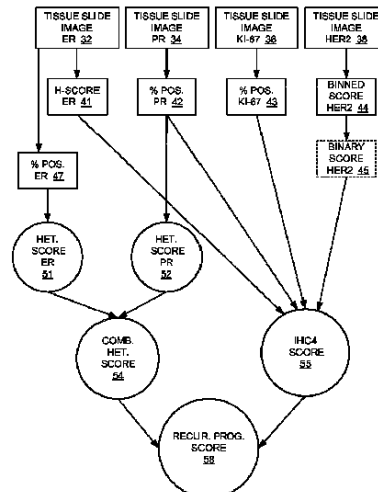 TISSUE SLIDE
IMAGE
ER 32
TISSUE SLIDE
IMAGE
PR 34
TISSUE SLIDE
IMAGE
KI-67 36
TISSUE SLIDE
IMAGE
HER2 38
H-SCORE
ER 41
% POS.
PR 42
% POS.
KI-67 43
BINNED
SCORE
HER2 44
BINARY
SCORE
HER2 45
% POS.
ER 47
HET.
SCORE
ER
51
HET.
SCORE
PR
52
COMB.
HET.
SCORE
54
IHC4
SCORE
55
RECUR. PROG.
SCORE
58